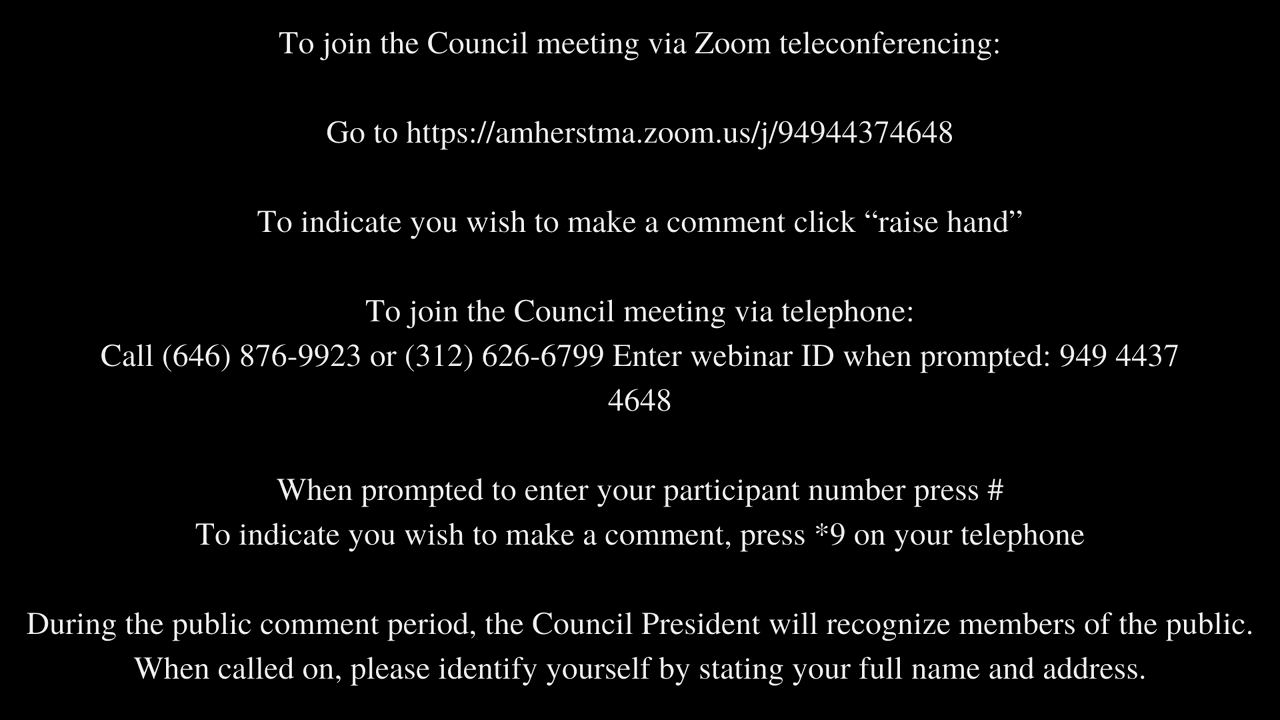 To join the Council meeting via Zoom teleconferencing:
Go to https://amherstma.zoom.us/j/94944374648
To indicate you wish to make a comment click “raise hand”
To join the Council meeting via telephone:
Call (646) 876-9923 or (312) 626-6799 Enter webinar ID when prompted: 949 4437
4648
When prompted to enter your participant number press #
To indicate you wish to make a comment, press *9 on your telephone
During the public comment period, the Council President will recognize members of the public.
When called on, please identify yourself by stating your full name and address.